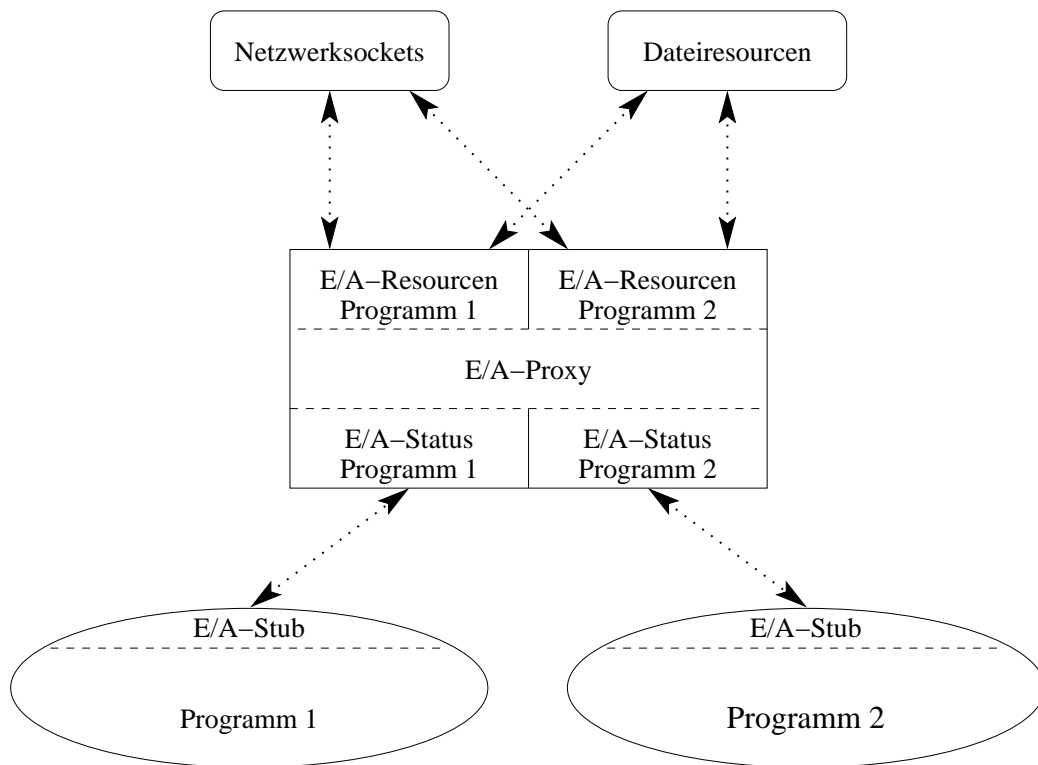 Netzwerksockets
Dateiresourcen
E/A–Resourcen
Programm 1
E/A–Resourcen
Programm 2
E/A–Proxy
E/A–Status
Programm 1
E/A–Status
Programm 2
E/A–Stub
Programm 1
E/A–Stub
Programm 2